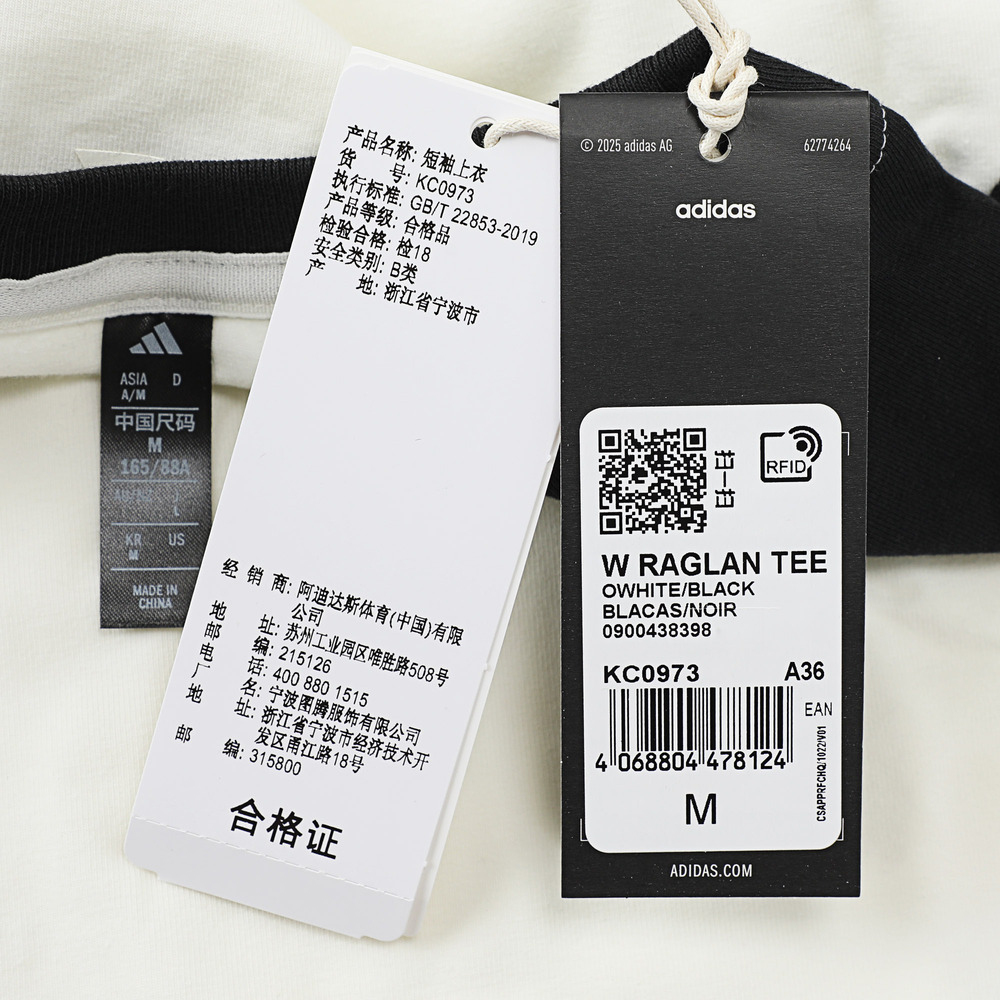 产品名称: 短袖上衣
货 号: KC0973
执行标准: GB/T 22853-2019
产品等级: 合格品
检验合格: 检18
安全类别: B类
产 地: 浙江省宁波市
经 销 商: 阿迪达斯体育(中国)有限
公司
地 址: 苏州工业园区唯胜路508号
邮 编: 215126
电 话: 400 880 1515
厂 名: 宁波图腾服饰有限公司
地 址: 浙江省宁波市经济技术开
发区甬江路18号
邮 编: 315800
合格证
© 2025 adidas AG 62774264
adidas
扫一扫
RFID
W RAGLAN TEE
OWHITE/BLACK
BLACAS/NOIR
0900438398
KC0973 A36
EAN
4 068804 478124
M
CSAPPRFCHQ/1022/V01
ADIDAS.COM
ASIA D
A/M
中国尺码
M
165/88A
KR US
M
MADE IN
CHINA